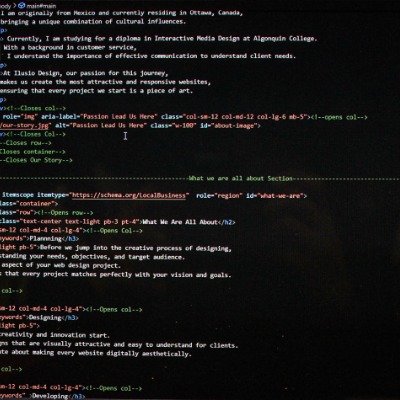 body > main#main
I am originally from Mexico and currently residing in Ottawa, Canada,
bringing a unique combination of cultural influences.
p>
> Currently, I am studying for a diploma in Interactive Media Design at Algonquin College.
With a background in customer service,
I understand the importance of effective communication to understand client needs.
p>
>At Ilusio Design, our passion for this journey,
makes us create the most attractive and responsive websites,
ensuring that every project we start is a piece of art.
p>
v><!--Closes col-->
role="img" aria-label="Passion Lead Us Here" class="col-sm-12 col-md-12 col-lg-6 mb-5"><!--opens col-->
/our-story.jpg" alt="Passion Lead Us Here" class="w-100" id="about-image">
v><!--Closes Col-->
--Closes row-->
Closes container-->
--Closes Our Story-->
What we are all about Section
itemscope itemtype="https://schema.org/LocalBusiness" role="region" id="what-we-are">
lass="container">
lass="row"><!--Opens row-->
class="text-center text-light pb-3 pt-4">What We Are All About</h2>
sm-12 col-md-4 col-lg-4"><!--Opens col-->
eywords">Plannning</h3>
light pb-5">Before we jump into the creative process of designing,
standing your needs, objectives, and target audience.
aspect of your web design project.
s that every project matches perfectly with your vision and goals.
col-->
sm-12 col-md-4 col-lg-4"><!--Opens col-->
eywords">Designing</h3>
light pb-5">
creativity and innovation start.
gns that are visually attractive and easy to understand for clients.
ate about making every website digitally aesthetically.
col-->
sm-12 col-md-4 col-lg-4"><!--Opens col-->
eywords" >Developing</h3>